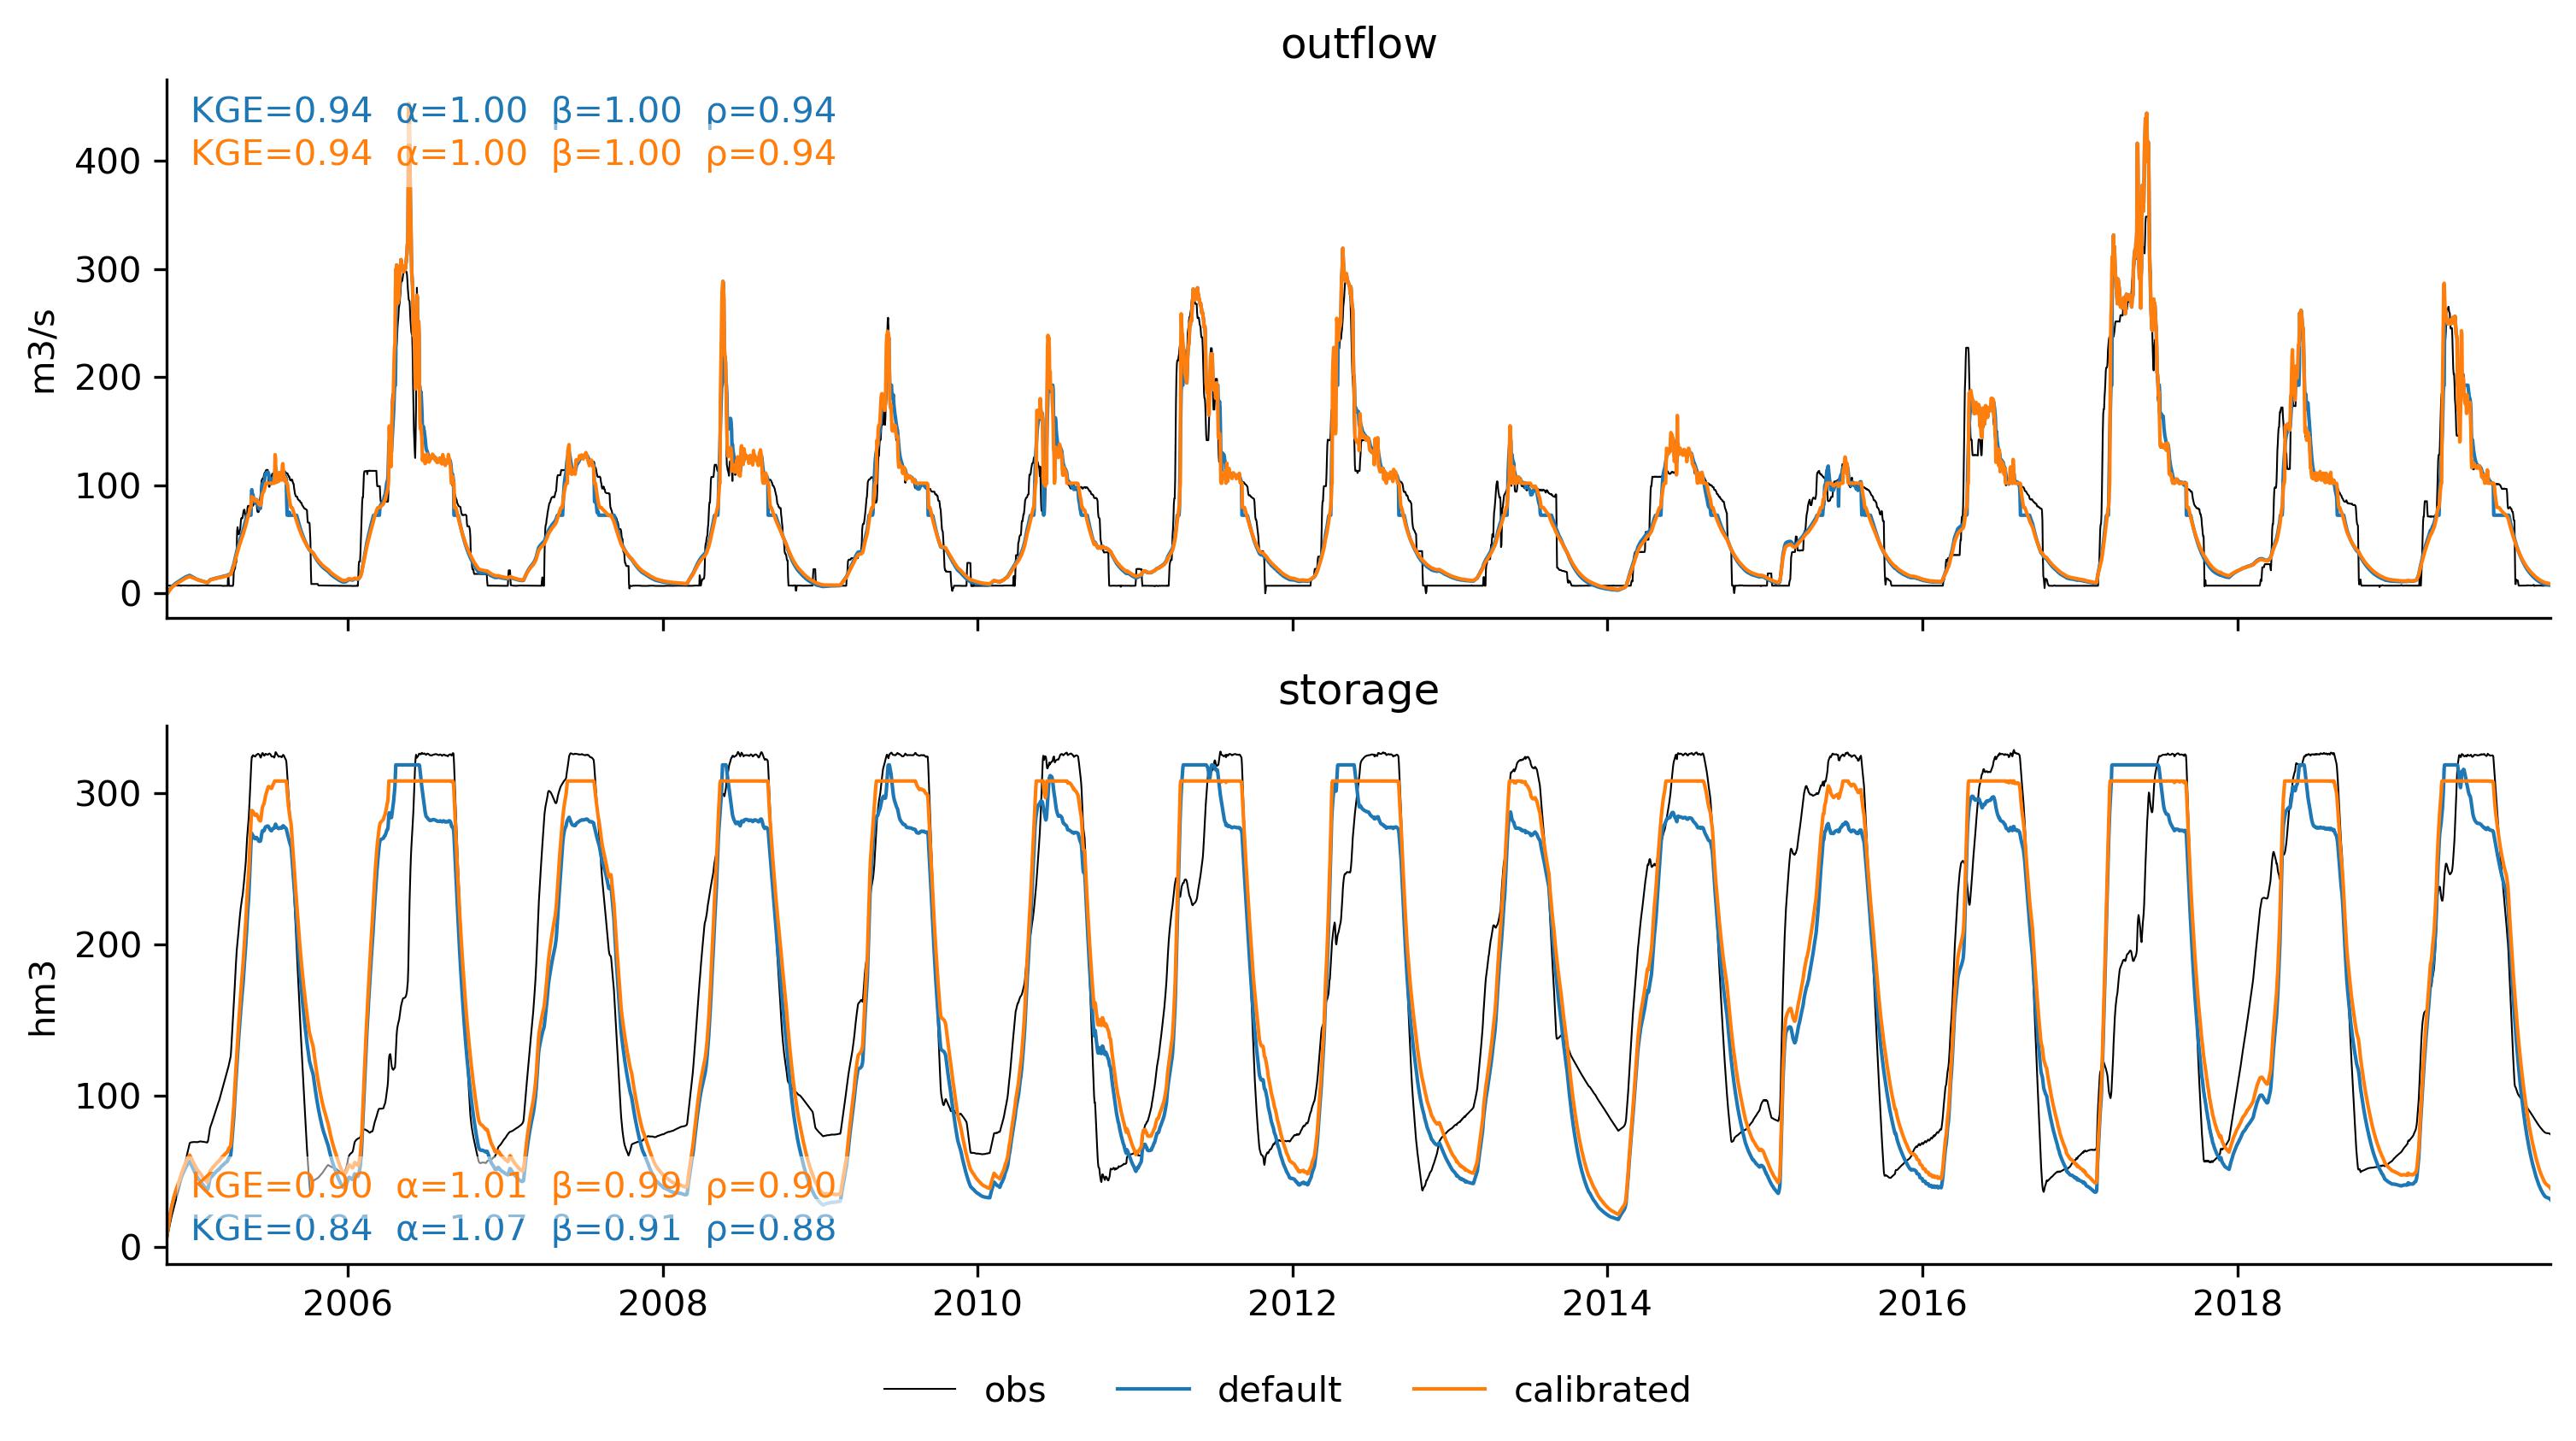 outflow
KGE=0.94 α=1.00 β=1.00 ρ=0.94
KGE=0.94 α=1.00 β=1.00 ρ=0.94
400
300
200
100
0
m3/s
storage
300
200
100
0
hm3
KGE=0.90 α=1.01 β=0.99 ρ=0.90
KGE=0.84 α=1.07 β=0.91 ρ=0.88
2006 2008 2010 2012 2014 2016 2018
obs default calibrated